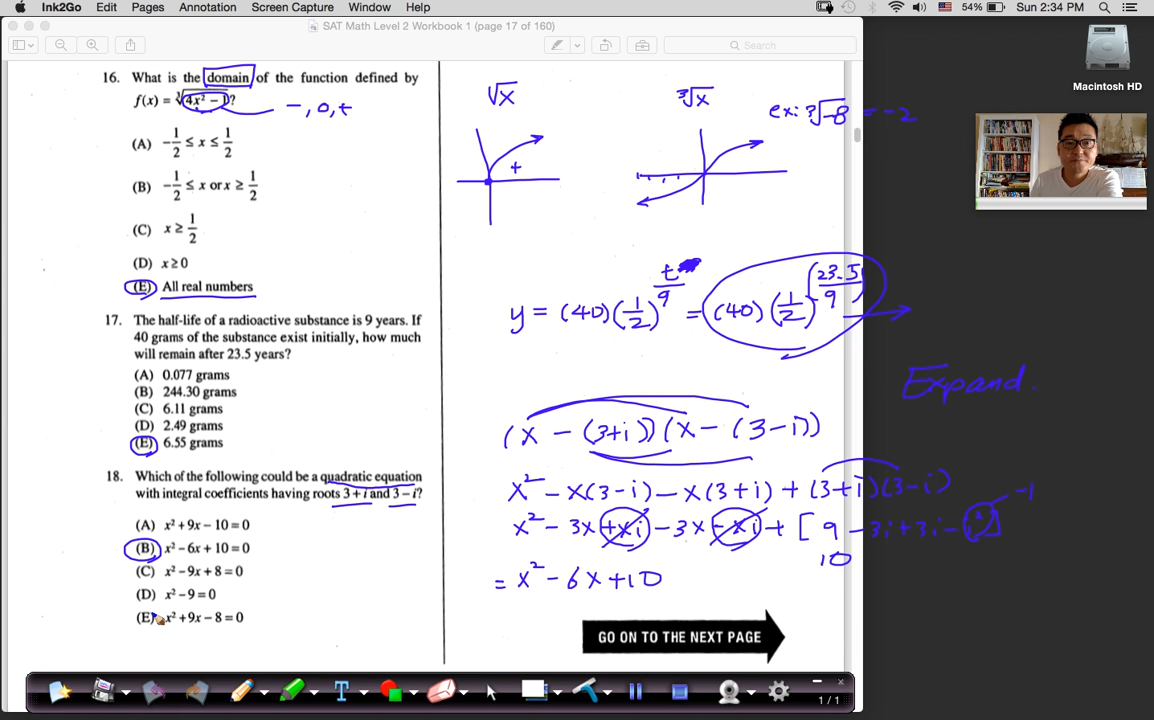 Ink2Go Edit Pages Annotation Screen Capture Window Help 54% Sun 2:34 PM
SAT Math Level 2 Workbook 1 (page 17 of 160)
Search
Macintosh HD
16. What is the domain of the function defined by
f(x) = ∛(4x² − 1)?
−, 0, +
(A) −1/2 ≤ x ≤ 1/2
(B) −1/2 ≤ x or x ≥ 1/2
(C) x ≥ 1/2
(D) x ≥ 0
(E) All real numbers
17. The half-life of a radioactive substance is 9 years. If
40 grams of the substance exist initially, how much
will remain after 23.5 years?
(A) 0.077 grams
(B) 244.30 grams
(C) 6.11 grams
(D) 2.49 grams
(E) 6.55 grams
18. Which of the following could be a quadratic equation
with integral coefficients having roots 3 + i and 3 − i?
(A) x² + 9x − 10 = 0
(B) x² − 6x + 10 = 0
(C) x² − 9x + 8 = 0
(D) x² − 9 = 0
(E) x² + 9x − 8 = 0
√x
∛x
ex: ∛−8 = −2
+
y = (40)(1/2)^(t/9) = (40)(1/2)^(23.5/9)
Expand.
(x − (3+i))(x − (3−i))
x² − x(3−i) − x(3+i) + (3+i)(3−i)
−1
x² − 3x + xi − 3x − xi + [9 − 3i + 3i − i²]
10
= x² − 6x + 10
GO ON TO THE NEXT PAGE
T
1 / 1